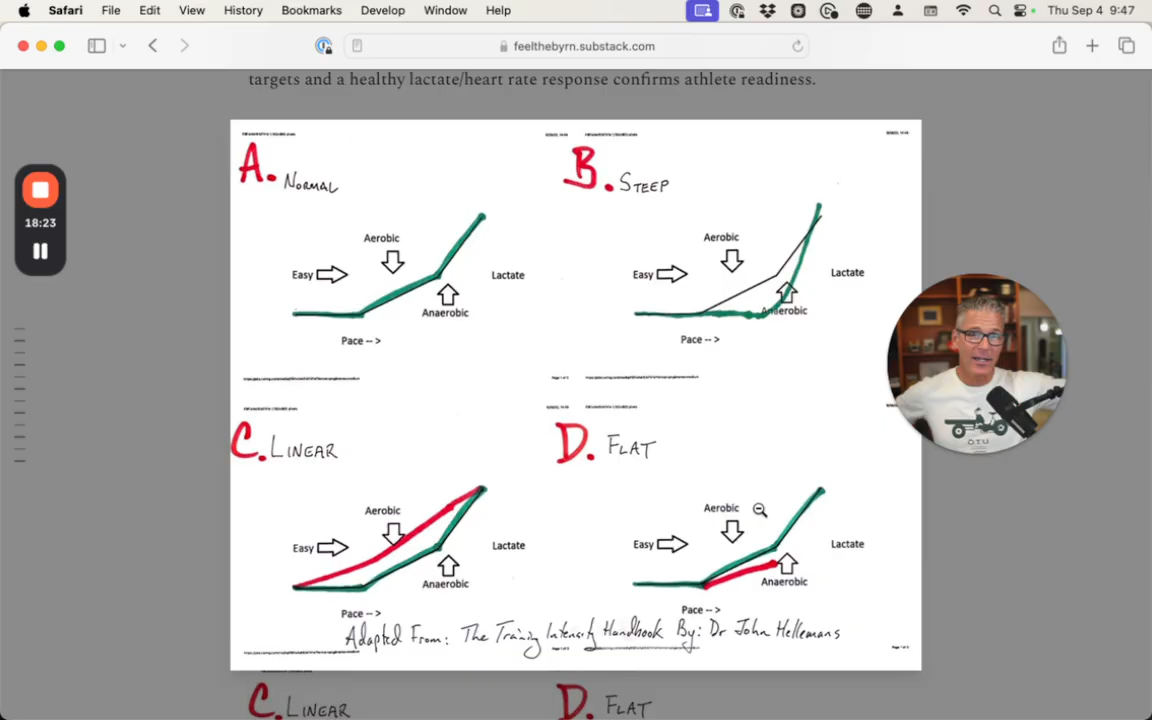 Safari File Edit View History Bookmarks Develop Window Help Thu Sep 4 9:47
feelthebyrn.substack.com
targets and a healthy lactate/heart rate response confirms athlete readiness.
18:23
A. NORMAL
Aerobic
Easy
Lactate
Anaerobic
Pace -- >
B. STEEP
Aerobic
Easy
Lactate
Anaerobic
Pace -- >
C. LINEAR
Aerobic
Easy
Lactate
Anaerobic
Pace -- >
D. FLAT
Aerobic
Easy
Lactate
Anaerobic
Pace -- >
Adapted From: The Training Intensity Handbook By: Dr John Hellemans
O.T.U
C. LINEAR D. FLAT